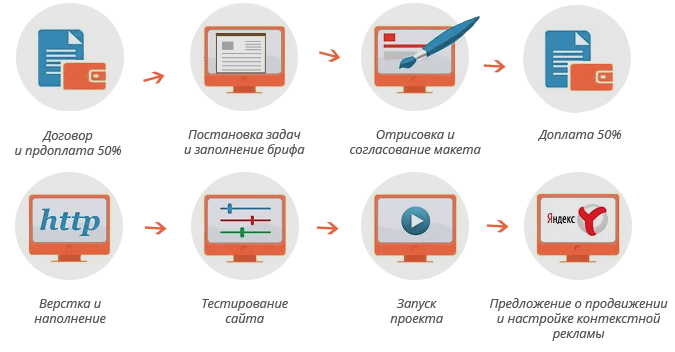 Договор
и прдоплата 50%
Постановка задач
и заполнение брифа
Отрисовка и
согласование макета
Доплата 50%
http
Яндекс
Верстка и
наполнение
Тестирование
сайта
Запуск
проекта
Предложение о продвижении
и настройке контекстной
рекламы